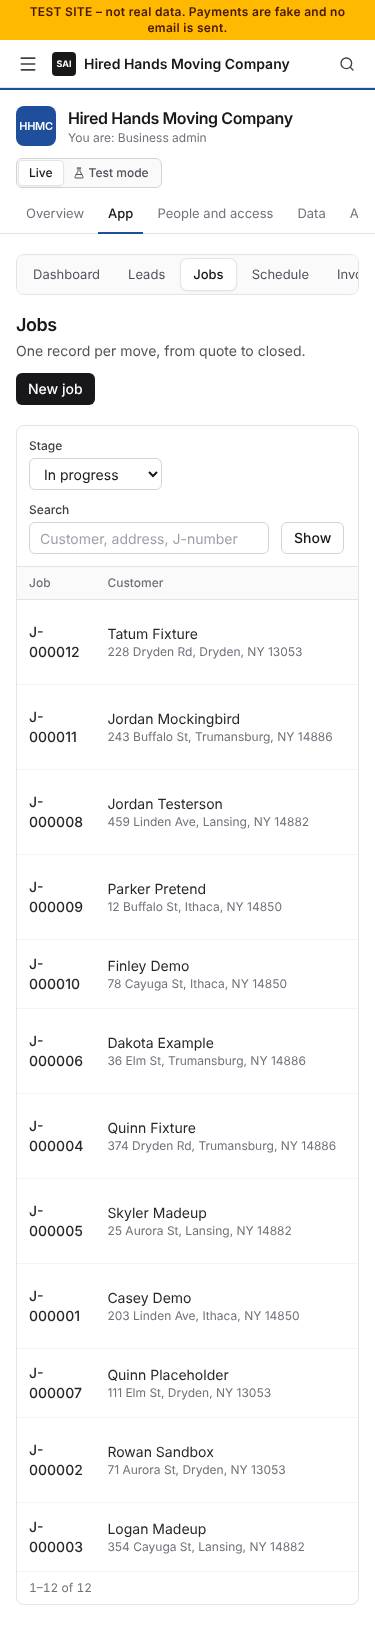 TEST SITE – not real data. Payments are fake and no
email is sent.
SAI Hired Hands Moving Company
HHMC
Hired Hands Moving Company
You are: Business admin
Live Test mode
Overview App People and access Data A
Dashboard Leads Jobs Schedule Invo
Jobs
One record per move, from quote to closed.
New job
Stage
In progress
Search
Customer, address, J-number Show
Job Customer
J-
000012
Tatum Fixture
228 Dryden Rd, Dryden, NY 13053
J-
000011
Jordan Mockingbird
243 Buffalo St, Trumansburg, NY 14886
J-
000008
Jordan Testerson
459 Linden Ave, Lansing, NY 14882
J-
000009
Parker Pretend
12 Buffalo St, Ithaca, NY 14850
J-
000010
Finley Demo
78 Cayuga St, Ithaca, NY 14850
J-
000006
Dakota Example
36 Elm St, Trumansburg, NY 14886
J-
000004
Quinn Fixture
374 Dryden Rd, Trumansburg, NY 14886
J-
000005
Skyler Madeup
25 Aurora St, Lansing, NY 14882
J-
000001
Casey Demo
203 Linden Ave, Ithaca, NY 14850
J-
000007
Quinn Placeholder
111 Elm St, Dryden, NY 13053
J-
000002
Rowan Sandbox
71 Aurora St, Dryden, NY 13053
J-
000003
Logan Madeup
354 Cayuga St, Lansing, NY 14882
1–12 of 12